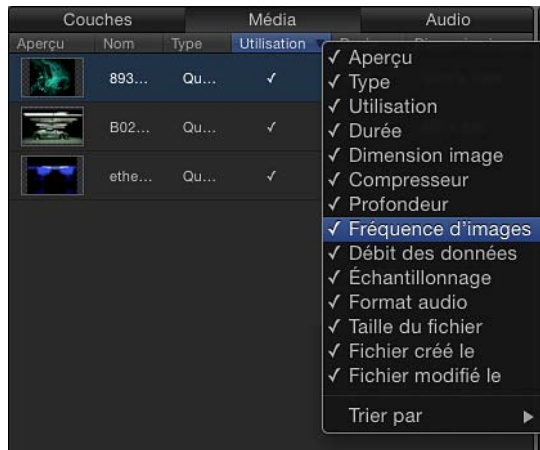 Couches Média Audio
Aperçu Nom Type Utilisation
893... Qu... ✓
B02... Qu... ✓
ethe... Qu... ✓
✓ Aperçu
✓ Type
✓ Utilisation
✓ Durée
✓ Dimension image
✓ Compresseur
✓ Profondeur
✓ Fréquence d'images
✓ Débit des données
✓ Échantillonnage
✓ Format audio
✓ Taille du fichier
✓ Fichier créé le
✓ Fichier modifié le
Trier par